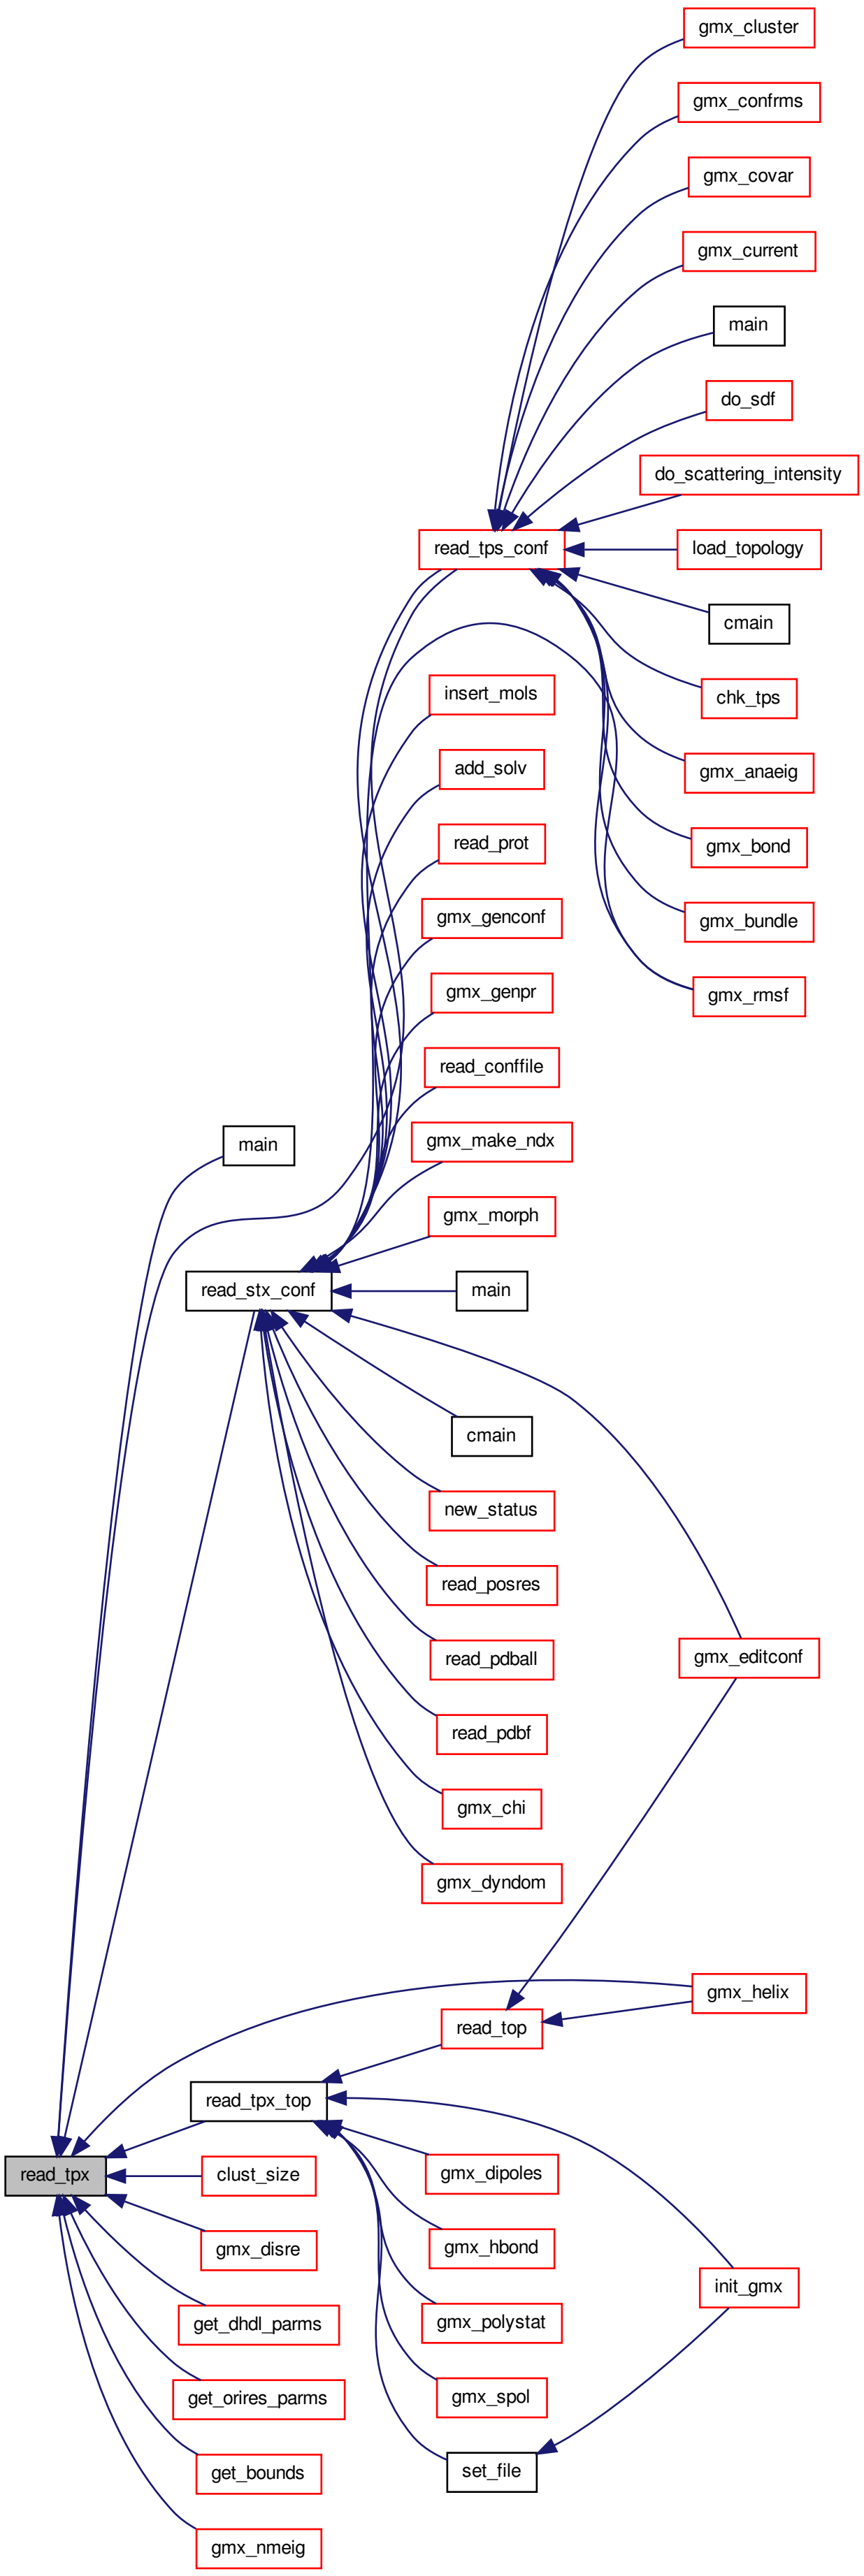 gmx_cluster
gmx_confrms
gmx_covar
gmx_current
main
do_sdf
do_scattering_intensity
read_tps_conf
load_topology
cmain
insert_mols
chk_tps
add_solv
gmx_anaeig
read_prot
gmx_bond
gmx_genconf
gmx_bundle
gmx_genpr
gmx_rmsf
read_conffile
main
gmx_make_ndx
gmx_morph
read_stx_conf
main
cmain
new_status
read_posres
read_pdball
gmx_editconf
read_pdbf
gmx_chi
gmx_dyndom
gmx_helix
read_top
read_tpx_top
read_tpx
clust_size
gmx_dipoles
gmx_disre
gmx_hbond
init_gmx
get_dhdl_parms
gmx_polystat
get_orires_parms
gmx_spol
get_bounds
set_file
gmx_nmeig